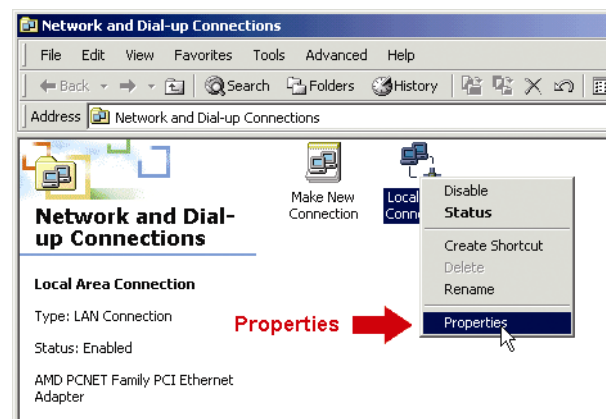 Network and Dial-up Connections
File Edit View Favorites Tools Advanced Help
Back Search Folders History
Address Network and Dial-up Connections
Network and Dial-
up Connections
Local Area Connection
Type: LAN Connection
Status: Enabled
AMD PCNET Family PCI Ethernet
Adapter
Make New
Connection
Local
Conn
Disable
Status
Create Shortcut
Delete
Rename
Properties
Properties